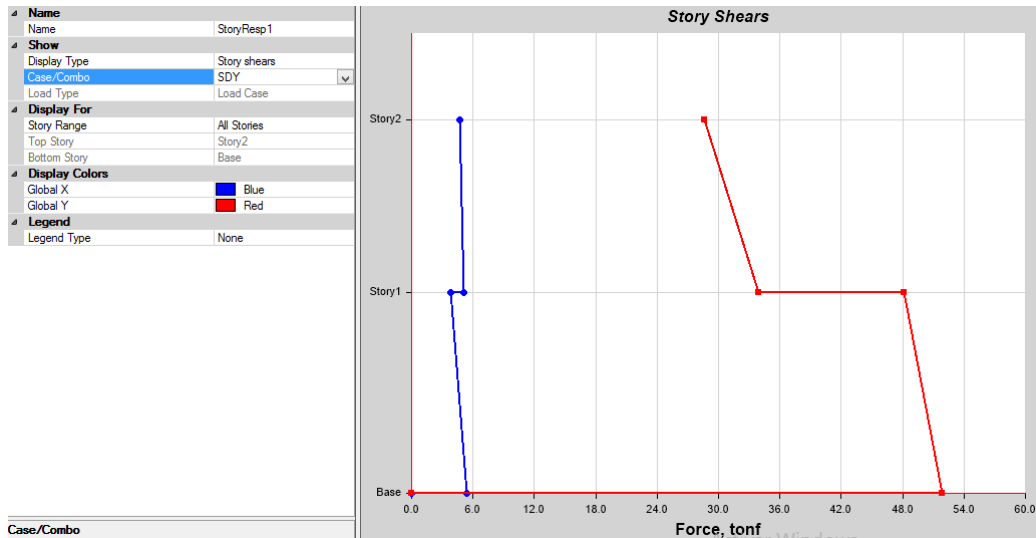 Name
Name StoryResp1
Show
Display Type Story shears
Case/Combo SDY
Load Type Load Case
Display For
Story Range All Stories
Top Story Story2
Bottom Story Base
Display Colors
Global X Blue
Global Y Red
Legend
Legend Type None
Case/Combo
Story Shears
Story2
Story1
Base
0.0 6.0 12.0 18.0 24.0 30.0 36.0 42.0 48.0 54.0 60.0
Force, tonf
Windows